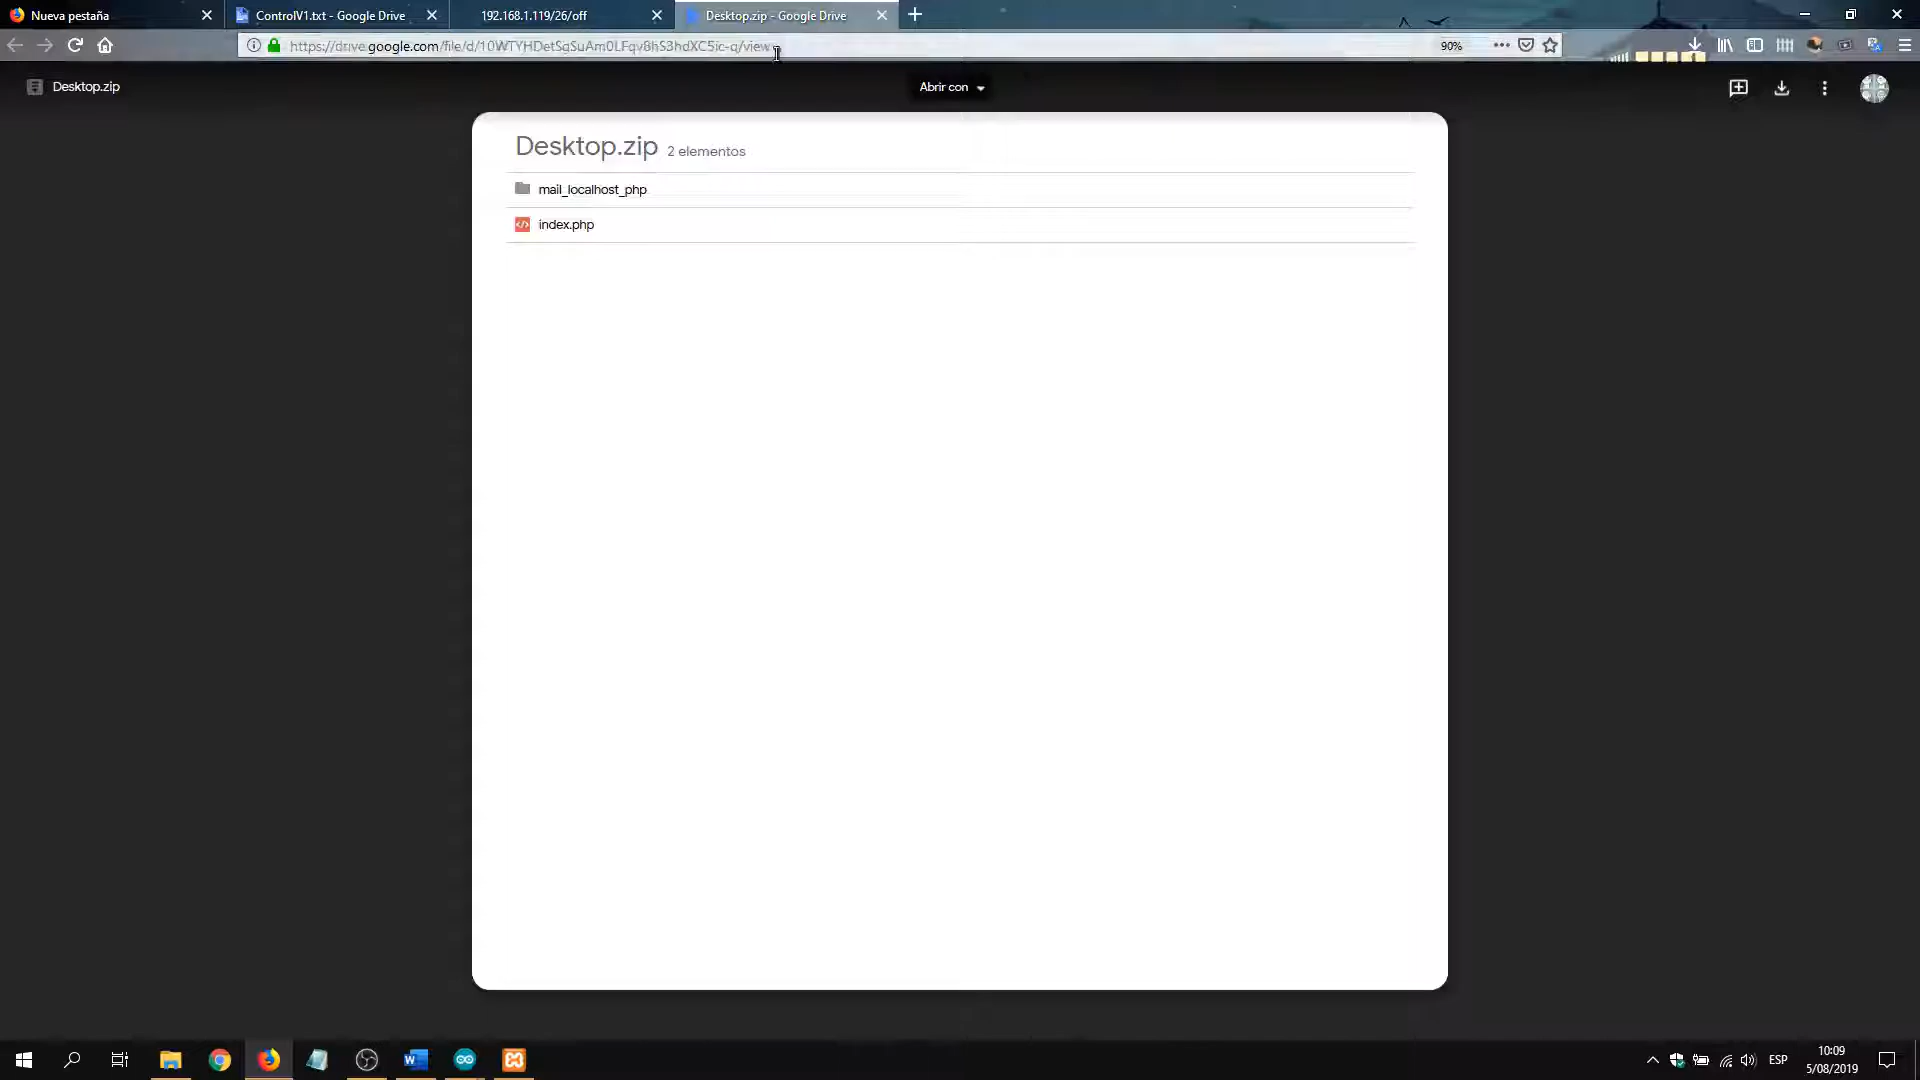 Nueva pestaña
ControlV1.txt - Google Drive
192.168.1.119/26/off
Desktop.zip - Google Drive
https://drive.google.com/file/d/10WTYHDetSgSuAm0LFqv8hS3hdXC5ic-q/view
90%
Desktop.zip
Abrir con
Desktop.zip 2 elementos
mail_localhost_php
index.php
ESP
10:09
5/08/2019